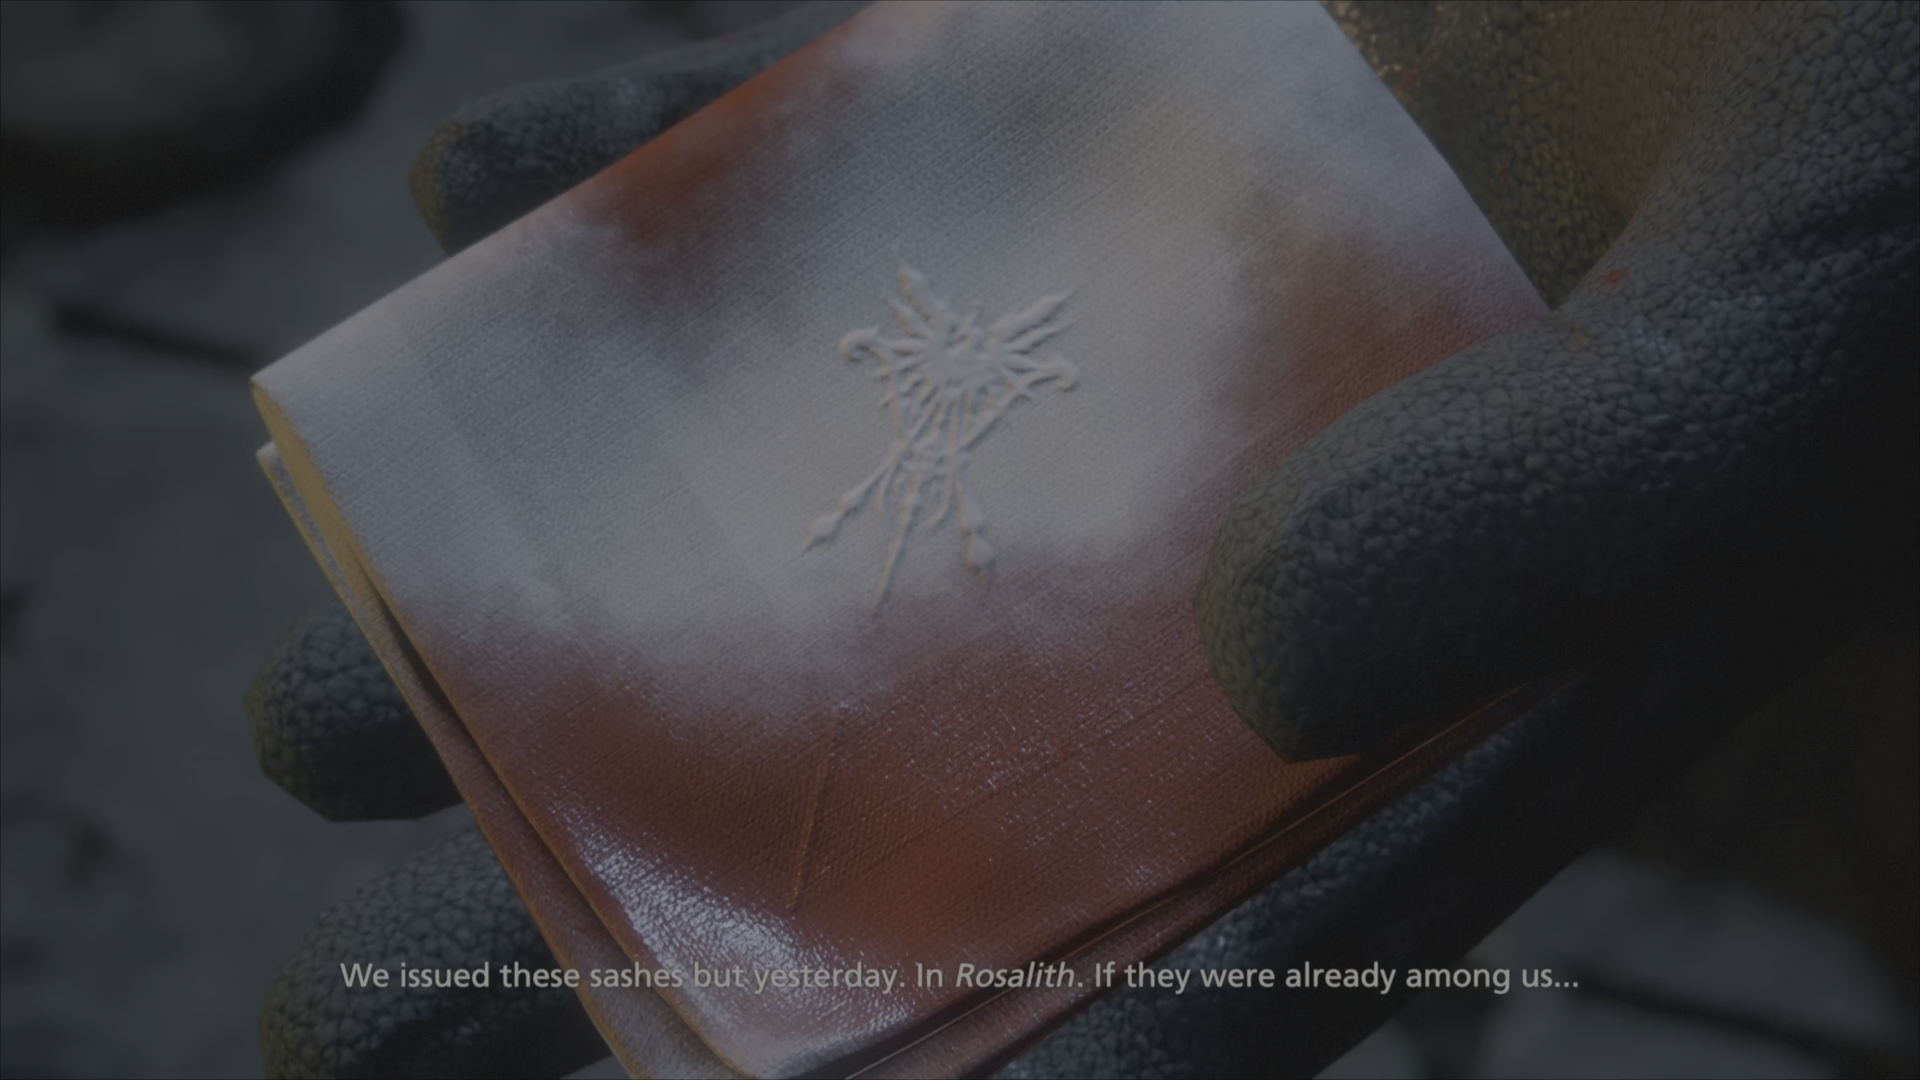 We issued these sashes but yesterday. In Rosalith. If they were already among us...